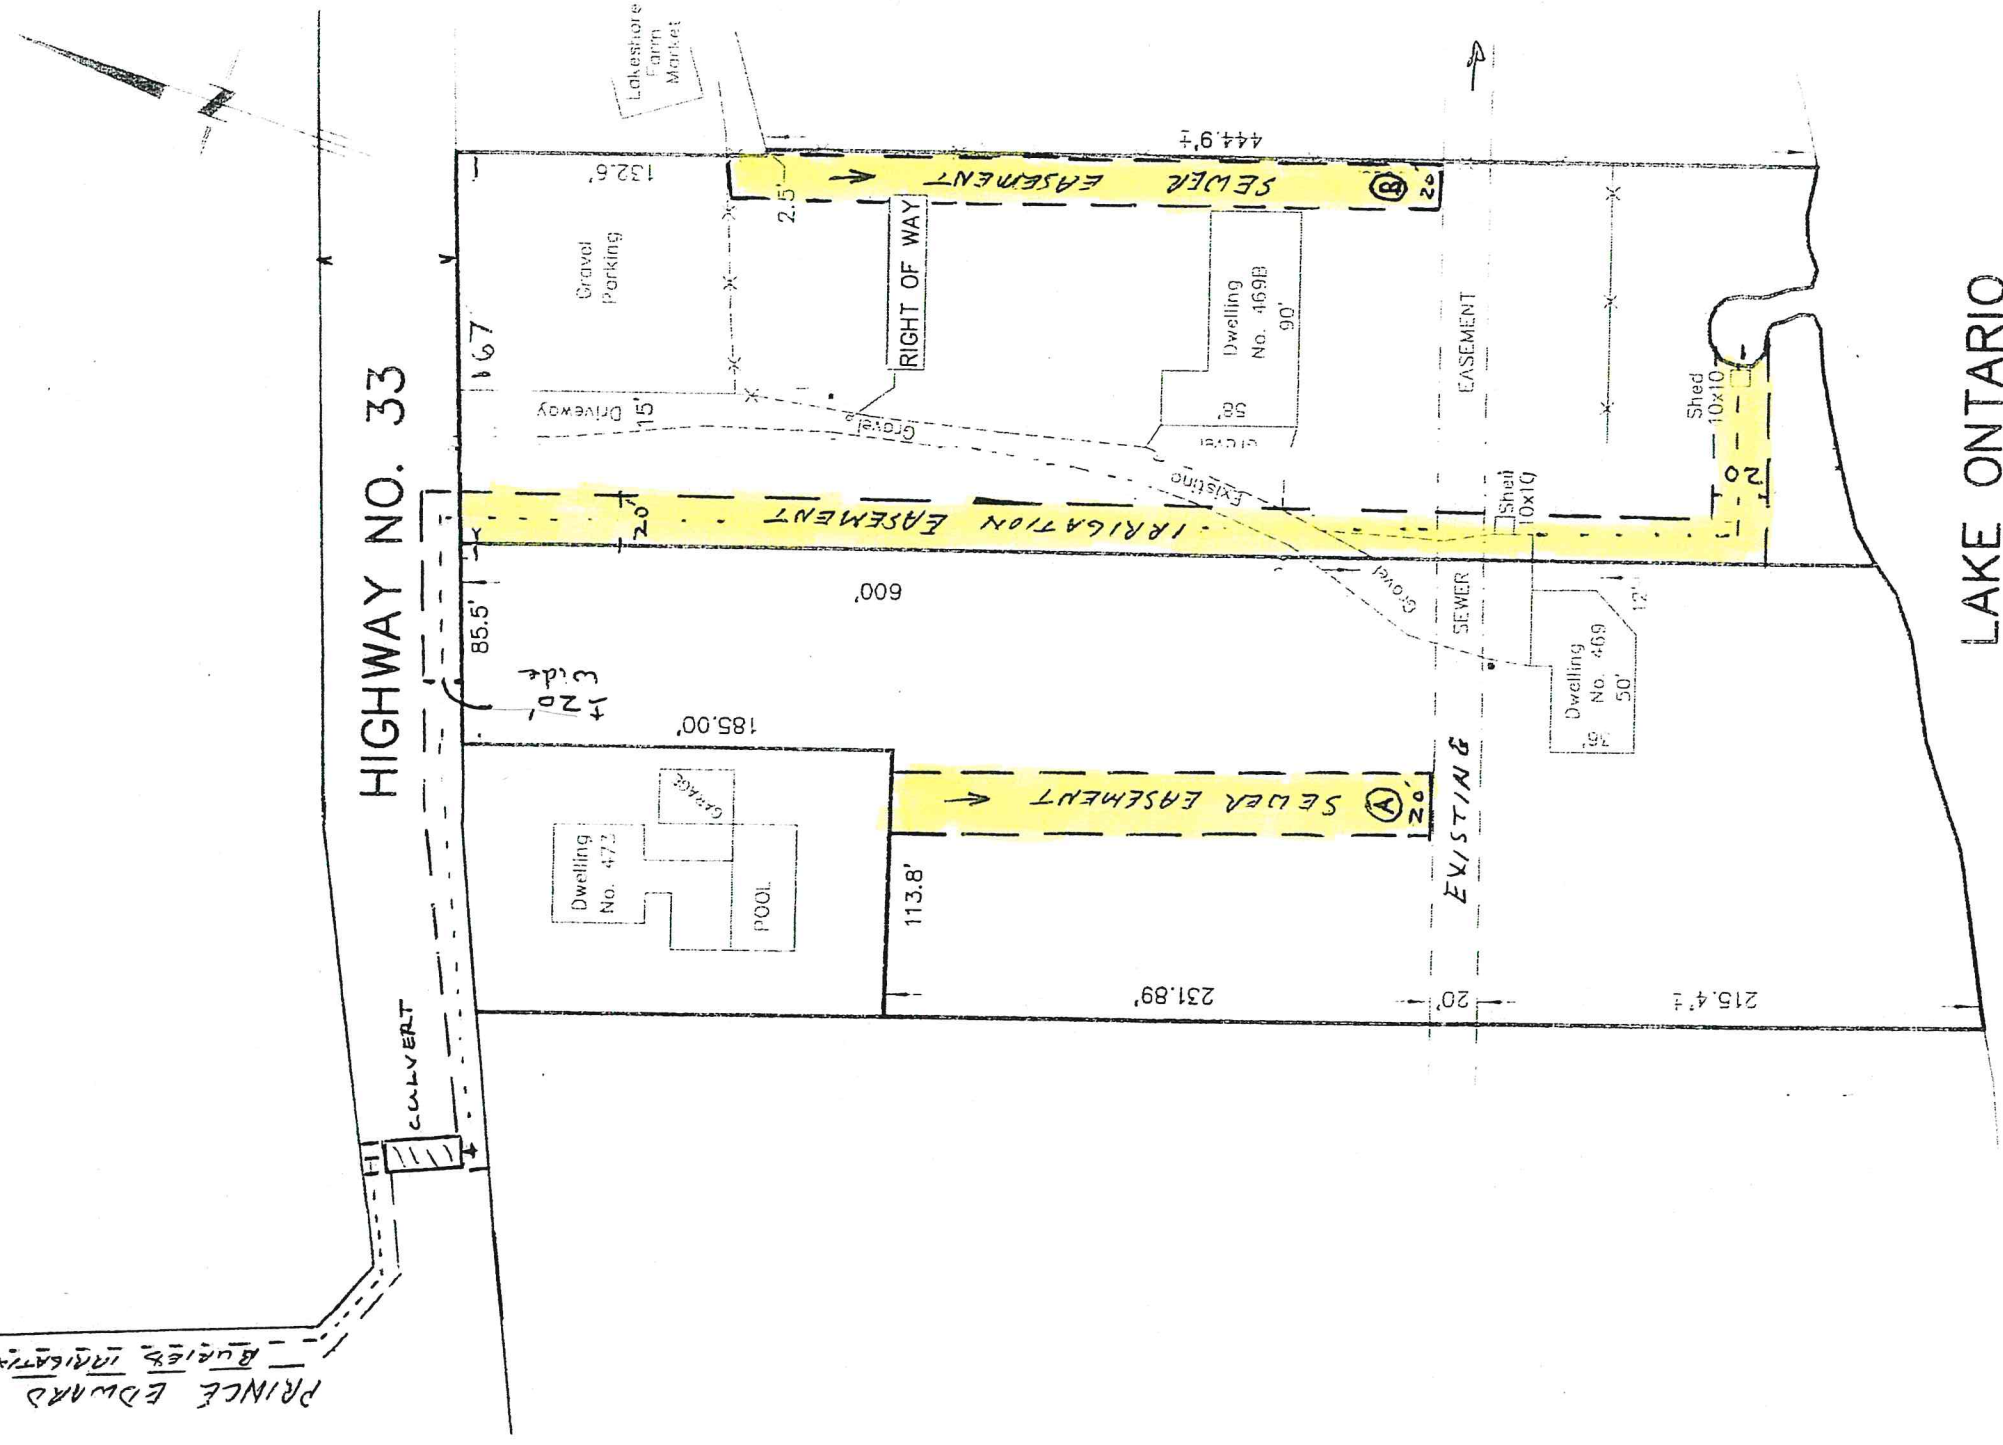 HIGHWAY NO. 33
LAKE ONTARIO
N
Lakeshore
Farm
Market
444.9'±
132.6'
2.5'
SEWER EASEMENT
B
20'
Gravel
Parking
167
RIGHT OF WAY
Dwelling
No. 469B
90'
58'
Gravel
EASEMENT
Driveway
15'
Gravel
Existing
Shed
10x10
20
20'
IRRIGATION EASEMENT
Shed
10x10
85.5'
600'
Gravel
SEWER
12'
Dwelling
No. 469
50'
36'
±20'
wide
185.00'
GARAGE
Dwelling
No. 473
POOL
SEWER EASEMENT
A
20'
EXISTING
113.8'
231.89'
20'
215.4'±
CULVERT
PRINCE EDWARD
BURIED